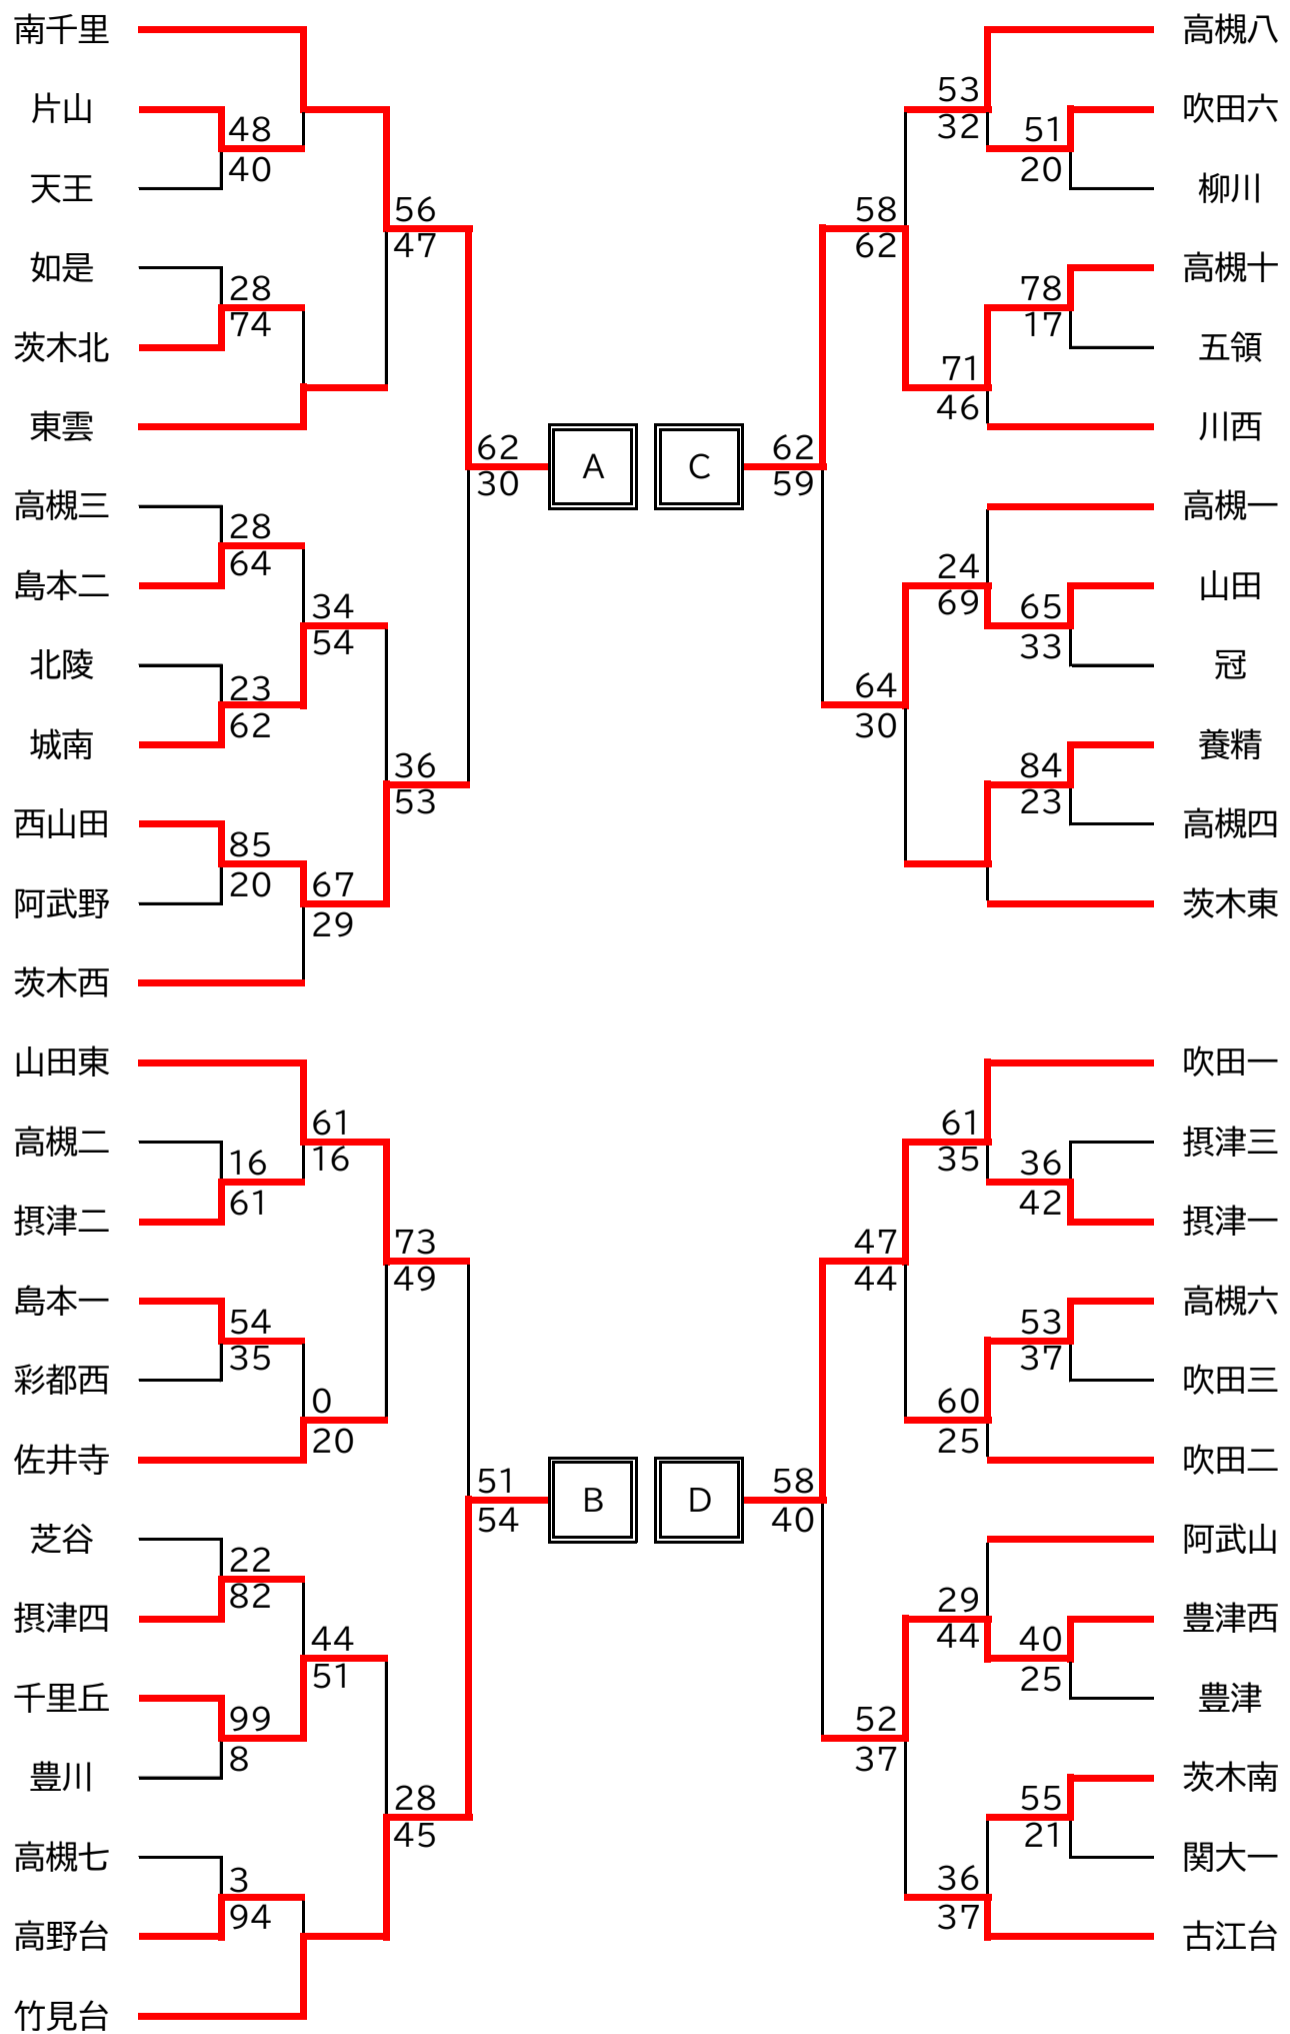 南千里
片山
48
40
天王
56
47
如是
28
74
茨木北
東雲
62
30
A
高槻三
28
64
島本二
34
54
北陵
23
62
城南
36
53
西山田
85
20
阿武野
67
29
茨木西
山田東
61
16
高槻二
16
61
摂津二
73
49
島本一
54
35
彩都西
0
20
佐井寺
51
54
B
芝谷
22
82
摂津四
44
51
千里丘
99
8
豊川
28
45
高槻七
3
94
高野台
竹見台
高槻八
53
32
吹田六
51
20
柳川
58
62
高槻十
78
17
五領
71
46
川西
C
62
59
高槻一
24
69
山田
65
33
冠
64
30
養精
84
23
高槻四
茨木東
吹田一
61
35
摂津三
36
42
摂津一
47
44
高槻六
53
37
吹田三
60
25
吹田二
D
58
40
阿武山
29
44
豊津西
40
25
豊津
52
37
茨木南
55
21
関大一
36
37
古江台